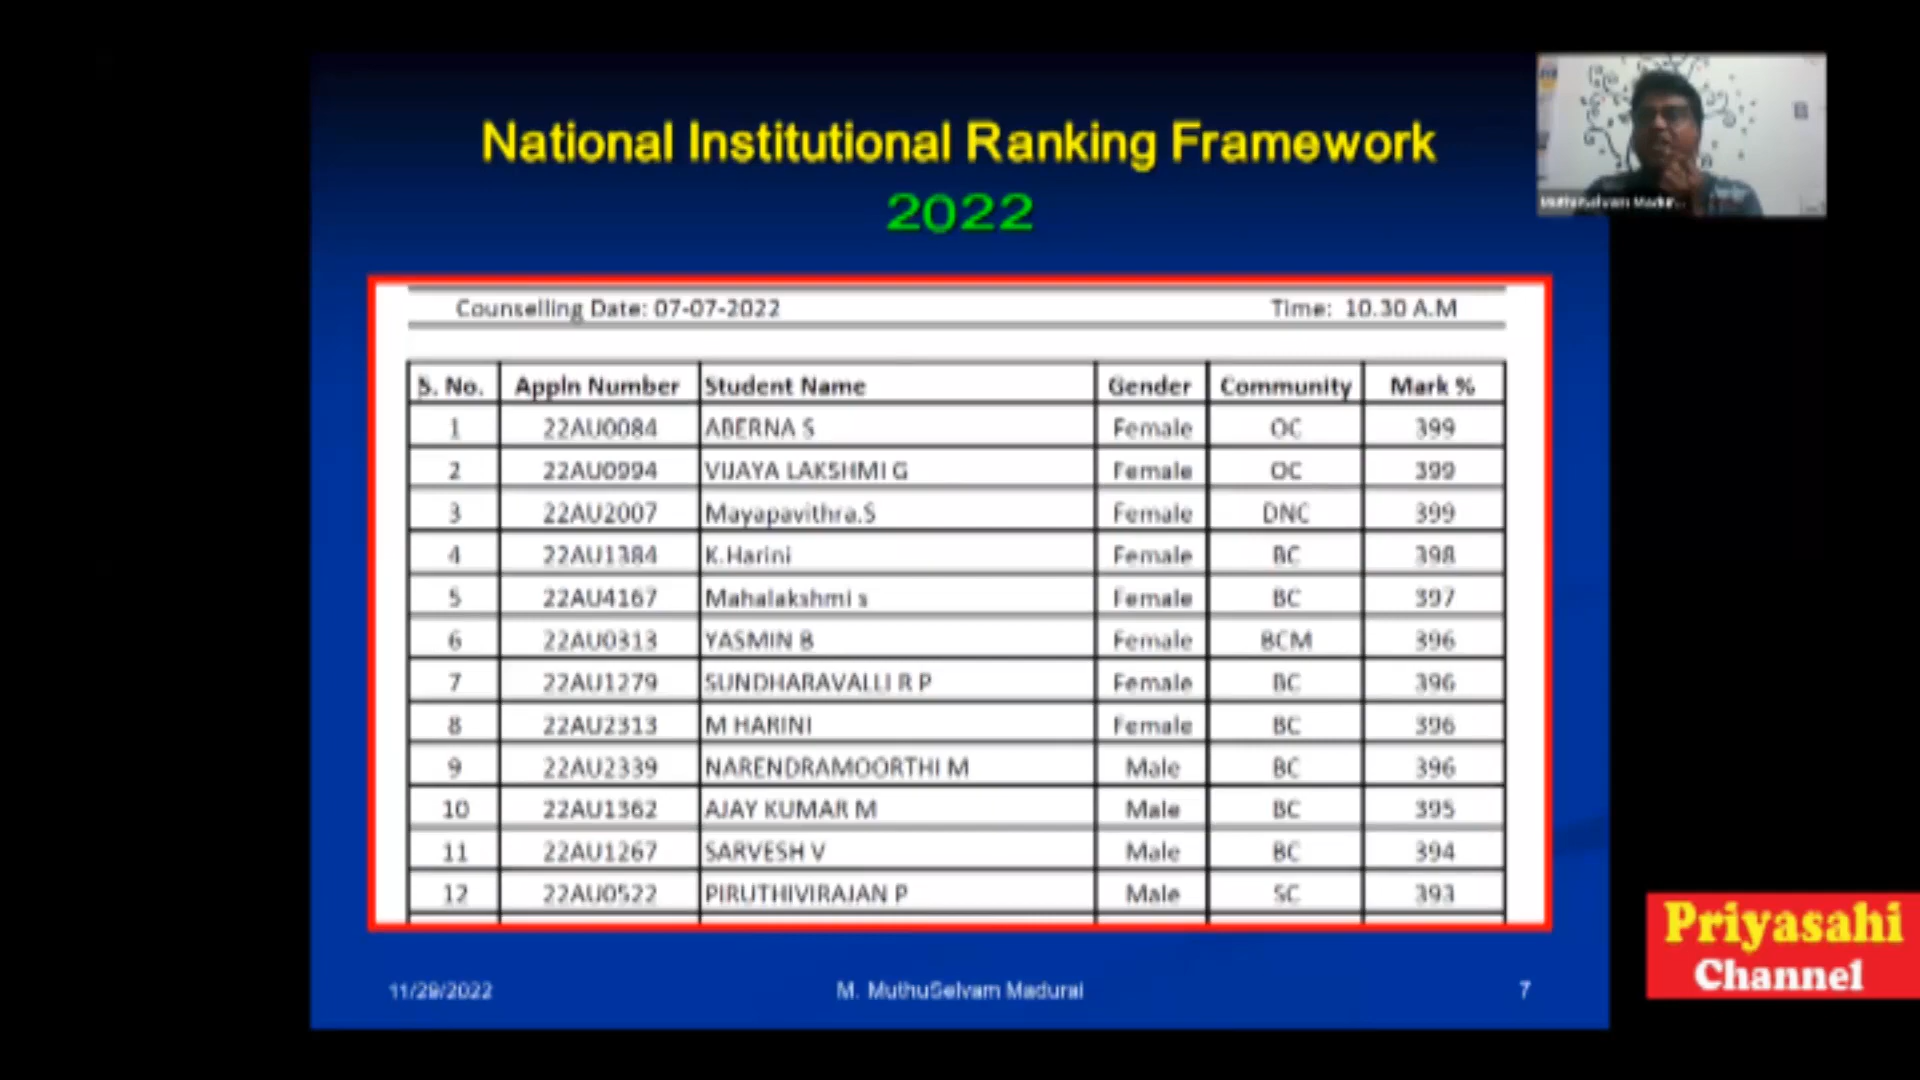 National Institutional Ranking Framework
2022
Counselling Date: 07-07-2022 Time: 10.30 A.M
S. No. Appln Number Student Name Gender Community Mark %
1 22AU0084 ABERNA S Female OC 399
2 22AU0994 VIJAYA LAKSHMI G Female OC 399
3 22AU2007 Mayapavithra.S Female DNC 399
4 22AU1384 K.Harini Female BC 398
5 22AU4167 Mahalakshmi s Female BC 397
6 22AU0313 YASMIN B Female BCM 396
7 22AU1279 SUNDHARAVALLI R P Female BC 396
8 22AU2313 M HARINI Female BC 396
9 22AU2339 NARENDRAMOORTHI M Male BC 396
10 22AU1362 AJAY KUMAR M Male BC 395
11 22AU1267 SARVESH V Male BC 394
12 22AU0522 PIRUTHIVIRAJAN P Male SC 393
11/29/2022 M. MuthuSelvam Madurai 7
MuthuSelvam Madur...
Priyasahi
Channel